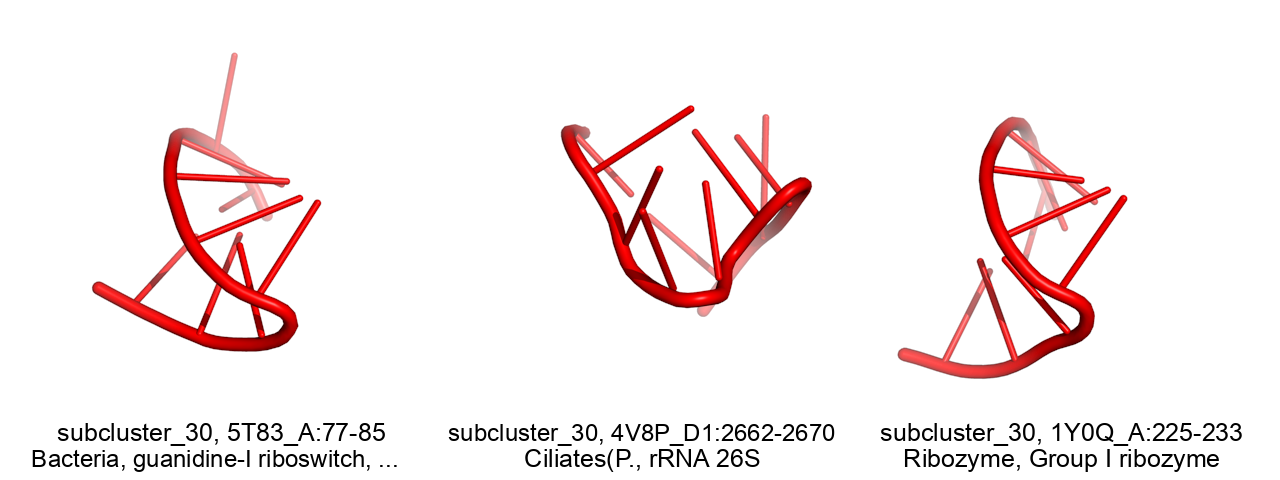 subcluster_30, 5T83_A:77-85
Bacteria, guanidine-I riboswitch, ...
subcluster_30, 4V8P_D1:2662-2670
Ciliates(P., rRNA 26S
subcluster_30, 1Y0Q_A:225-233
Ribozyme, Group I ribozyme